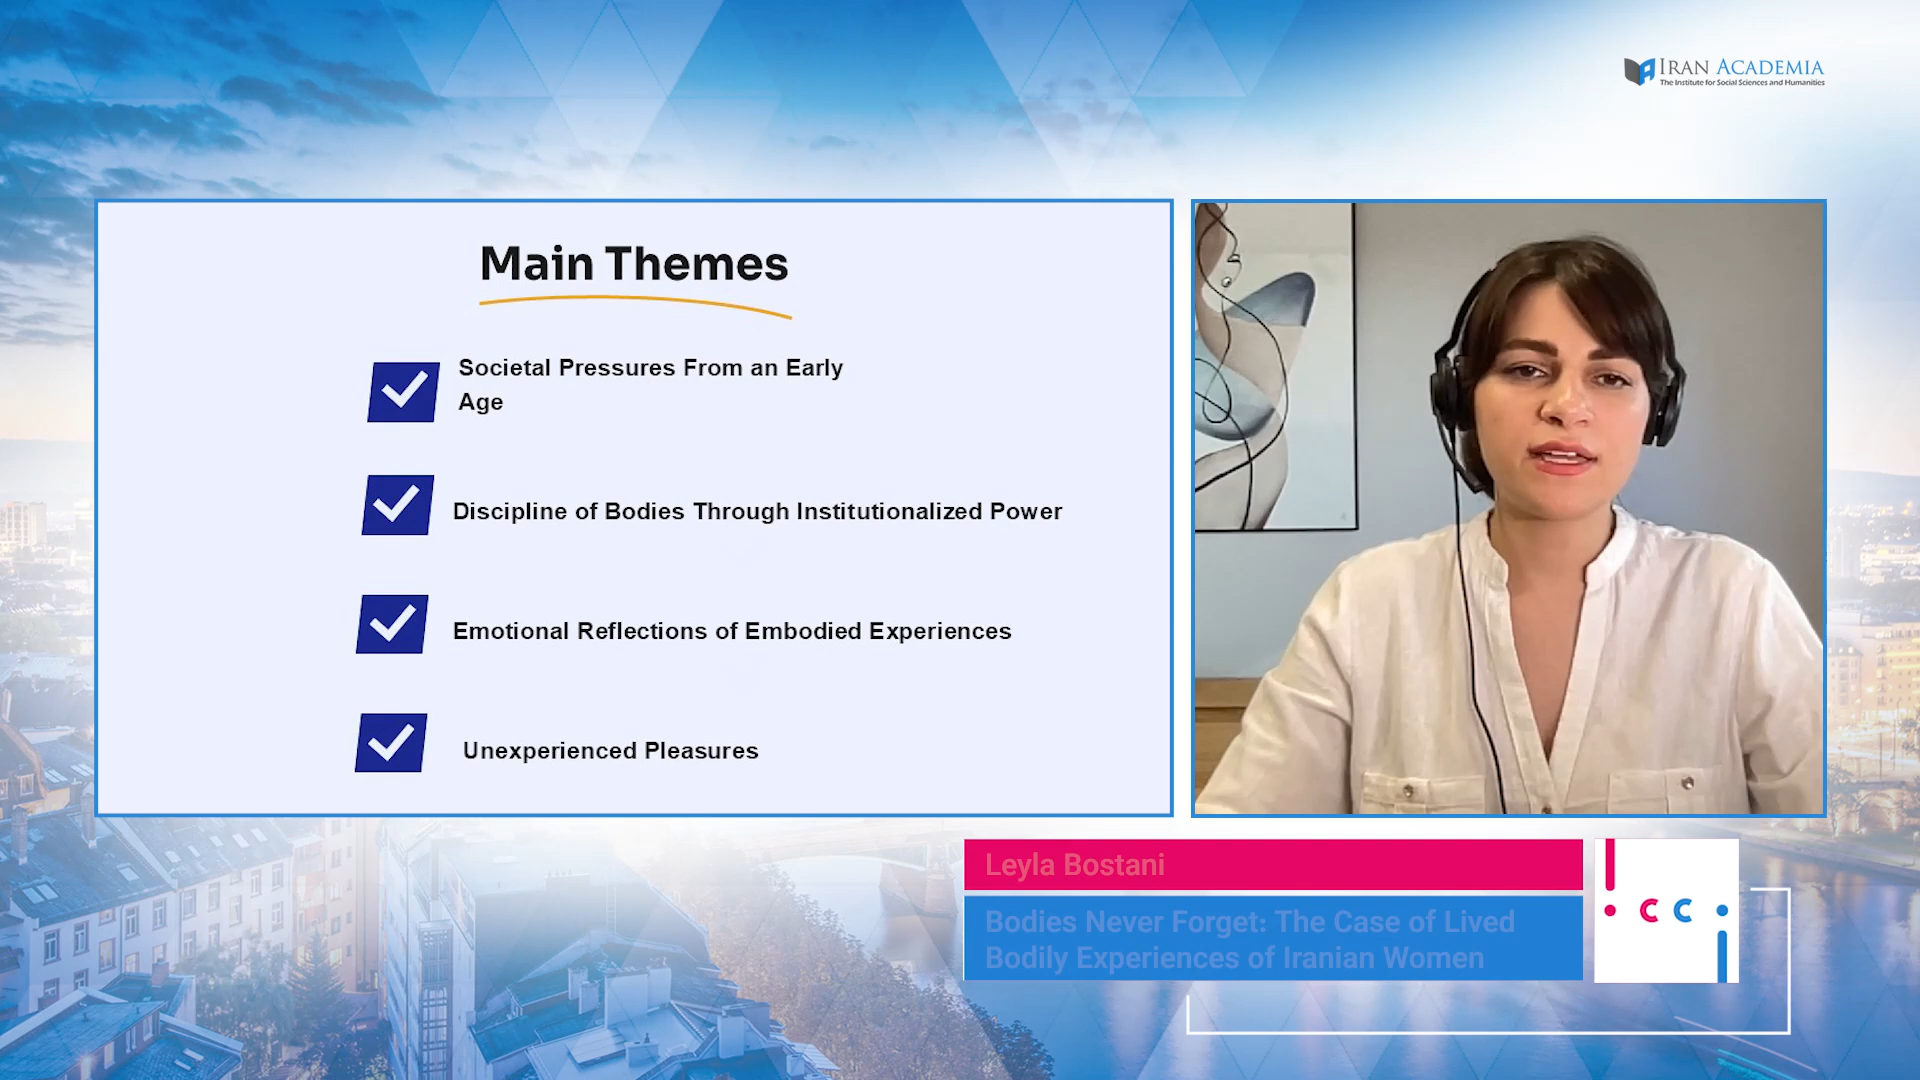 IRAN ACADEMIA
The Institute for Social Sciences and Humanities
Main Themes
Societal Pressures From an Early
Age
Discipline of Bodies Through Institutionalized Power
Emotional Reflections of Embodied Experiences
Unexperienced Pleasures
Leyla Bostani
Bodies Never Forget: The Case of Lived
Bodily Experiences of Iranian Women
icci